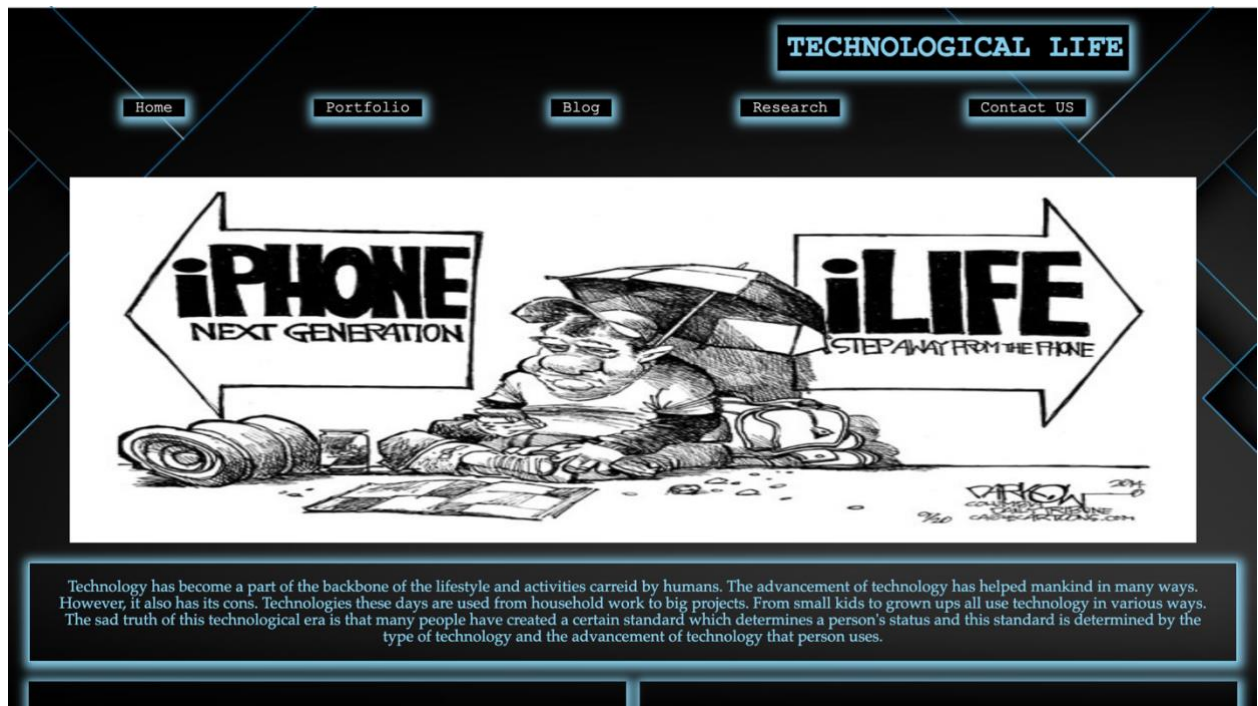 TECHNOLOGICAL LIFE
Home
Portfolio
Blog
Research
Contact US
iPHONE
NEXT GENERATION
iLIFE
STEP AWAY FROM THE PHONE
2014
9/20
Technology has become a part of the backbone of the lifestyle and activities carreid by humans. The advancement of technology has helped mankind in many ways.
However, it also has its cons. Technologies these days are used from household work to big projects. From small kids to grown ups all use technology in various ways.
The sad truth of this technological era is that many people have created a certain standard which determines a person's status and this standard is determined by the
type of technology and the advancement of technology that person uses.